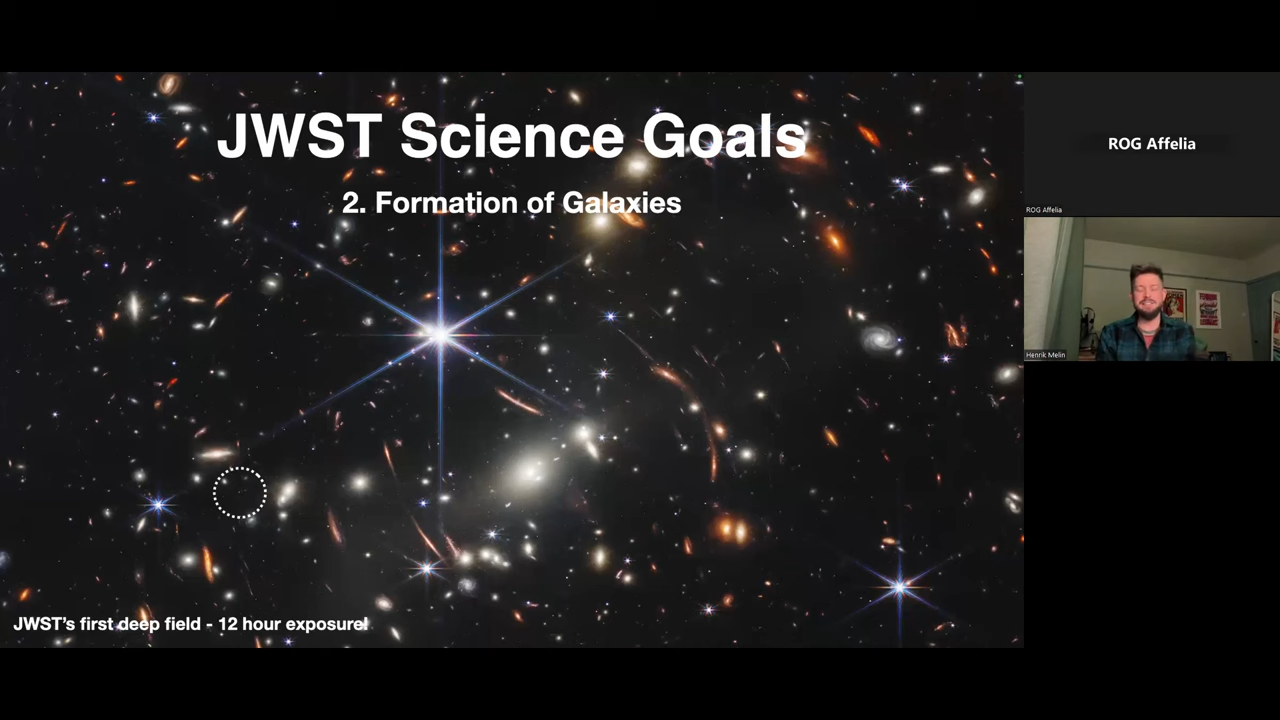 JWST Science Goals
2. Formation of Galaxies
JWST’s first deep field - 12 hour exposure!
ROG Affelia
ROG Affelia
Henrik Melin